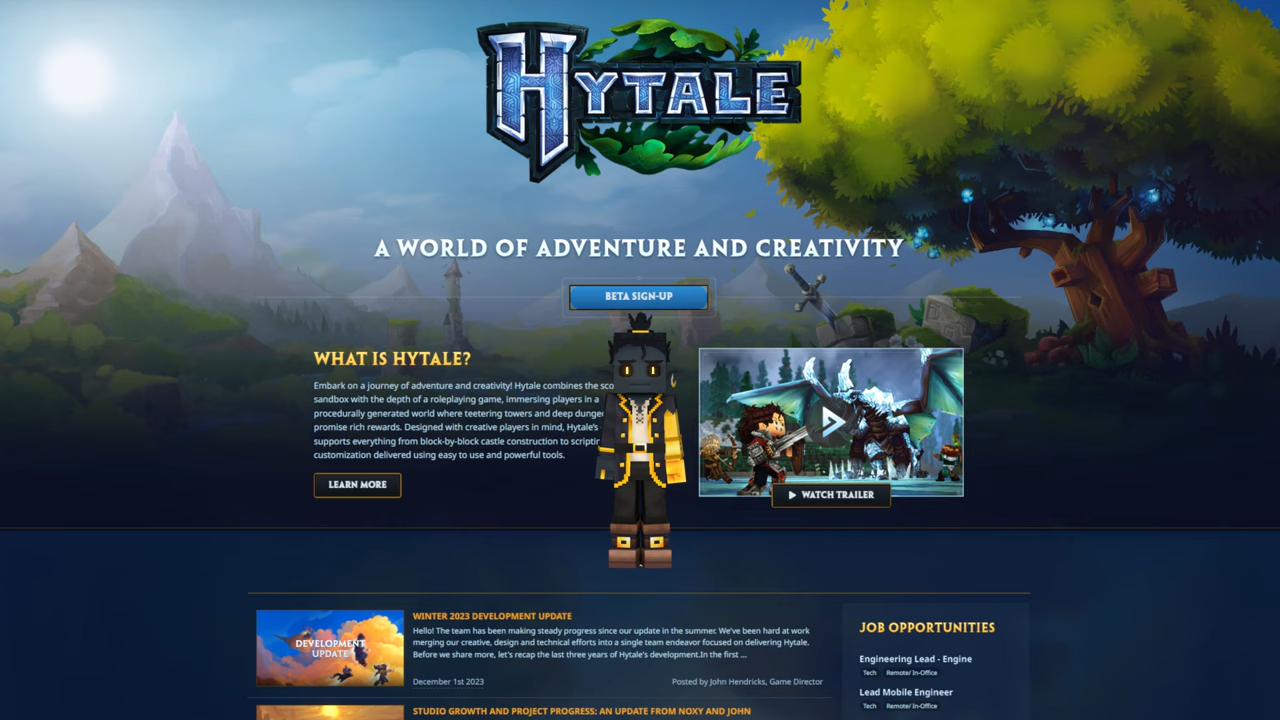 HYTALE
A WORLD OF ADVENTURE AND CREATIVITY
BETA SIGN-UP
WHAT IS HYTALE?
Embark on a journey of adventure and creativity! Hytale combines the sco
sandbox with the depth of a roleplaying game, immersing players in a
procedurally generated world where teetering towers and deep dunge
promise rich rewards. Designed with creative players in mind, Hytale's
supports everything from block-by-block castle construction to scriptin
customization delivered using easy to use and powerful tools.
LEARN MORE
WATCH TRAILER
DEVELOPMENT
UPDATE
WINTER 2023 DEVELOPMENT UPDATE
Hello! The team has been making steady progress since our update in the summer. We've been hard at work
merging our creative, design and technical efforts into a single team endeavor focused on delivering Hytale.
Before we share more, let's recap the last three years of Hytale's development.In the first ...
December 1st 2023
Posted by John Hendricks, Game Director
STUDIO GROWTH AND PROJECT PROGRESS: AN UPDATE FROM NOXY AND JOHN
JOB OPPORTUNITIES
Engineering Lead - Engine
Tech Remote/ In-Office
Lead Mobile Engineer
Tech Remote/ In-Office